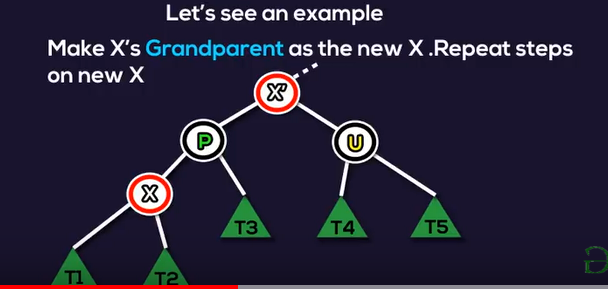 Let's see an example
Make X's Grandparent as the new X .Repeat steps
on new X
X'
P
U
X
T3
T4
T5
T1
T2